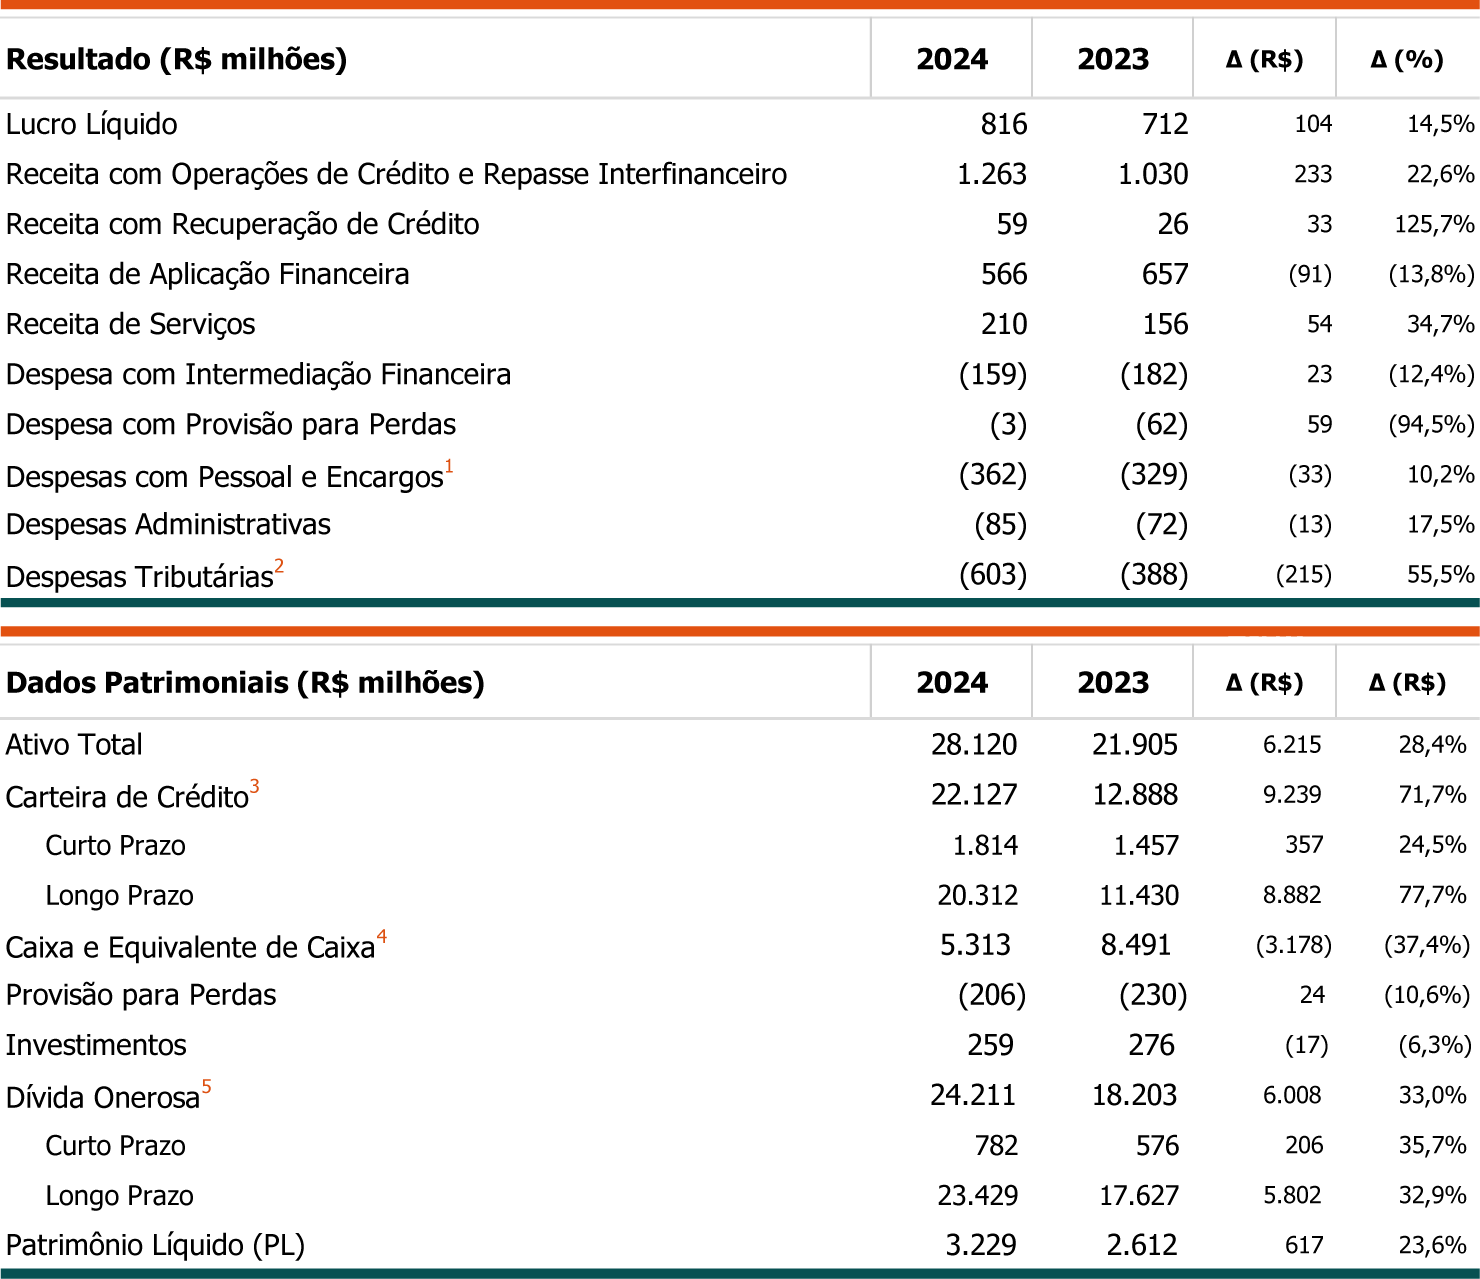 Resultado (R$ milhões) 2024 2023 Δ (R$) Δ (%)
Lucro Líquido 816 712 104 14,5%
Receita com Operações de Crédito e Repasse Interfinanceiro 1.263 1.030 233 22,6%
Receita com Recuperação de Crédito 59 26 33 125,7%
Receita de Aplicação Financeira 566 657 (91) (13,8%)
Receita de Serviços 210 156 54 34,7%
Despesa com Intermediação Financeira (159) (182) 23 (12,4%)
Despesa com Provisão para Perdas (3) (62) 59 (94,5%)
Despesas com Pessoal e Encargos1 (362) (329) (33) 10,2%
Despesas Administrativas (85) (72) (13) 17,5%
Despesas Tributárias2 (603) (388) (215) 55,5%
Dados Patrimoniais (R$ milhões) 2024 2023 Δ (R$) Δ (R$)
Ativo Total 28.120 21.905 6.215 28,4%
Carteira de Crédito3 22.127 12.888 9.239 71,7%
Curto Prazo 1.814 1.457 357 24,5%
Longo Prazo 20.312 11.430 8.882 77,7%
Caixa e Equivalente de Caixa4 5.313 8.491 (3.178) (37,4%)
Provisão para Perdas (206) (230) 24 (10,6%)
Investimentos 259 276 (17) (6,3%)
Dívida Onerosa5 24.211 18.203 6.008 33,0%
Curto Prazo 782 576 206 35,7%
Longo Prazo 23.429 17.627 5.802 32,9%
Patrimônio Líquido (PL) 3.229 2.612 617 23,6%